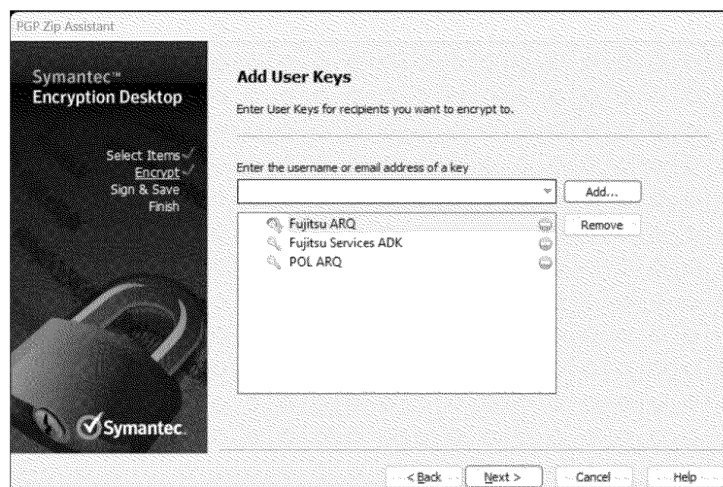 PGP Zip Assistant
Symantec™
Encryption Desktop
Select Items
Encrypt
Sign & Save
Finish
Symantec.
Add User Keys
Enter User Keys for recipients you want to encrypt to.
Enter the username or email address of a key
Add...
Fujitsu ARQ
Fujitsu Services ADK
POL ARQ
Remove
< Back
Next >
Cancel
Help